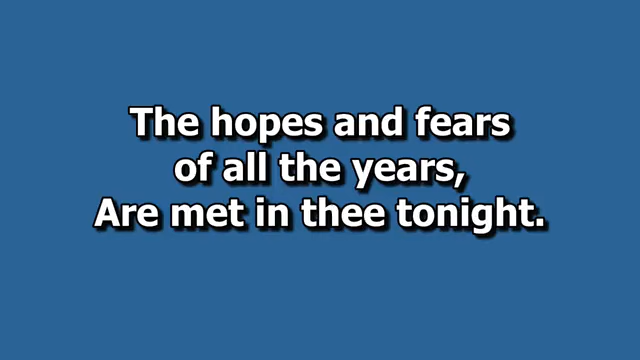 The hopes and fears
of all the years,
Are met in thee tonight.